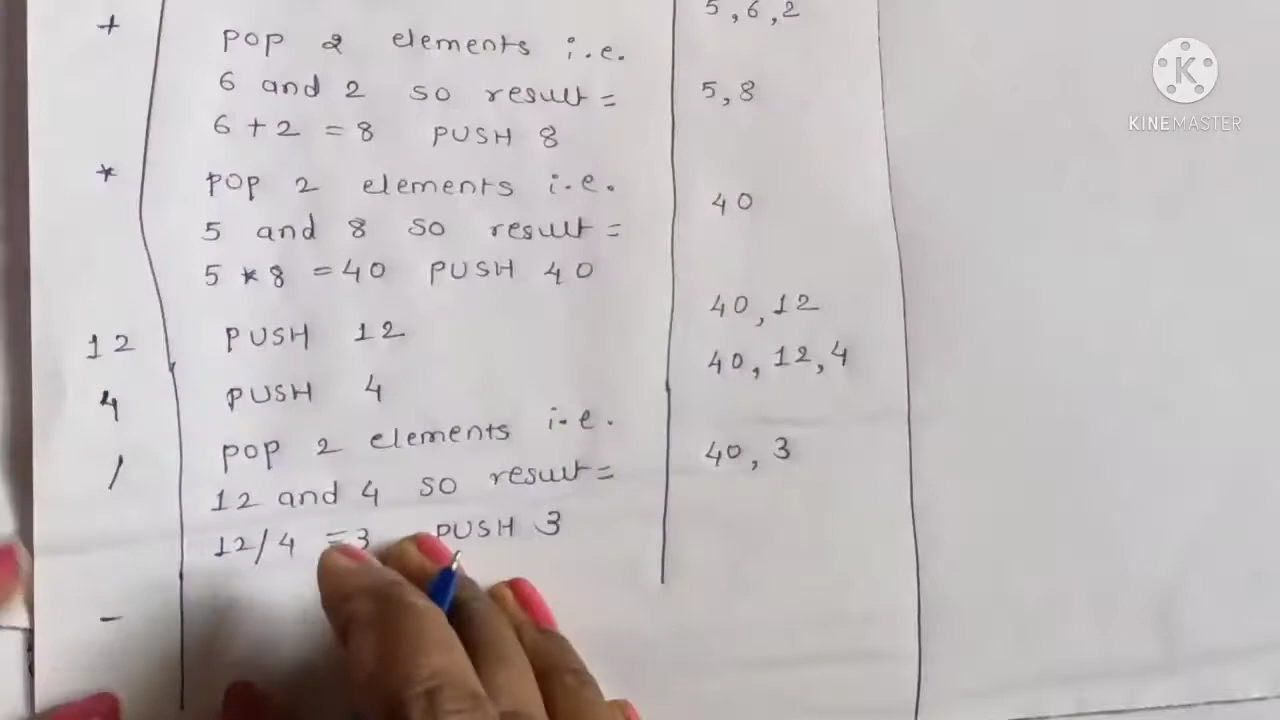 5, 6, 2
+
POP 2 elements i.e.
6 and 2 so result =
5, 8
6 + 2 = 8 PUSH 8
*
POP 2 elements i.e.
40
5 and 8 so result =
5 * 8 = 40 PUSH 40
40, 12
12 PUSH 12
40, 12, 4
4 PUSH 4
/
POP 2 elements i.e.
40, 3
12 and 4 so result =
12/4 = 3 PUSH 3
-
K
KINEMASTER